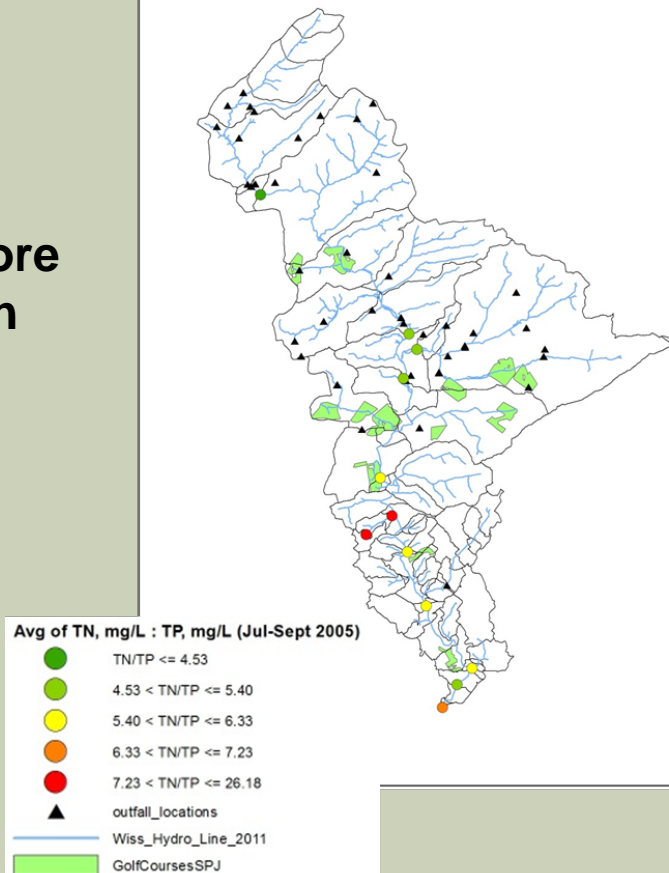 Avg of TN, mg/L : TP, mg/L (Jul-Sept 2005)
TN/TP <= 4.53
4.53 < TN/TP <= 5.40
5.40 < TN/TP <= 6.33
6.33 < TN/TP <= 7.23
7.23 < TN/TP <= 26.18
outfall_locations
Wiss_Hydro_Line_2011
GolfCoursesSPJ